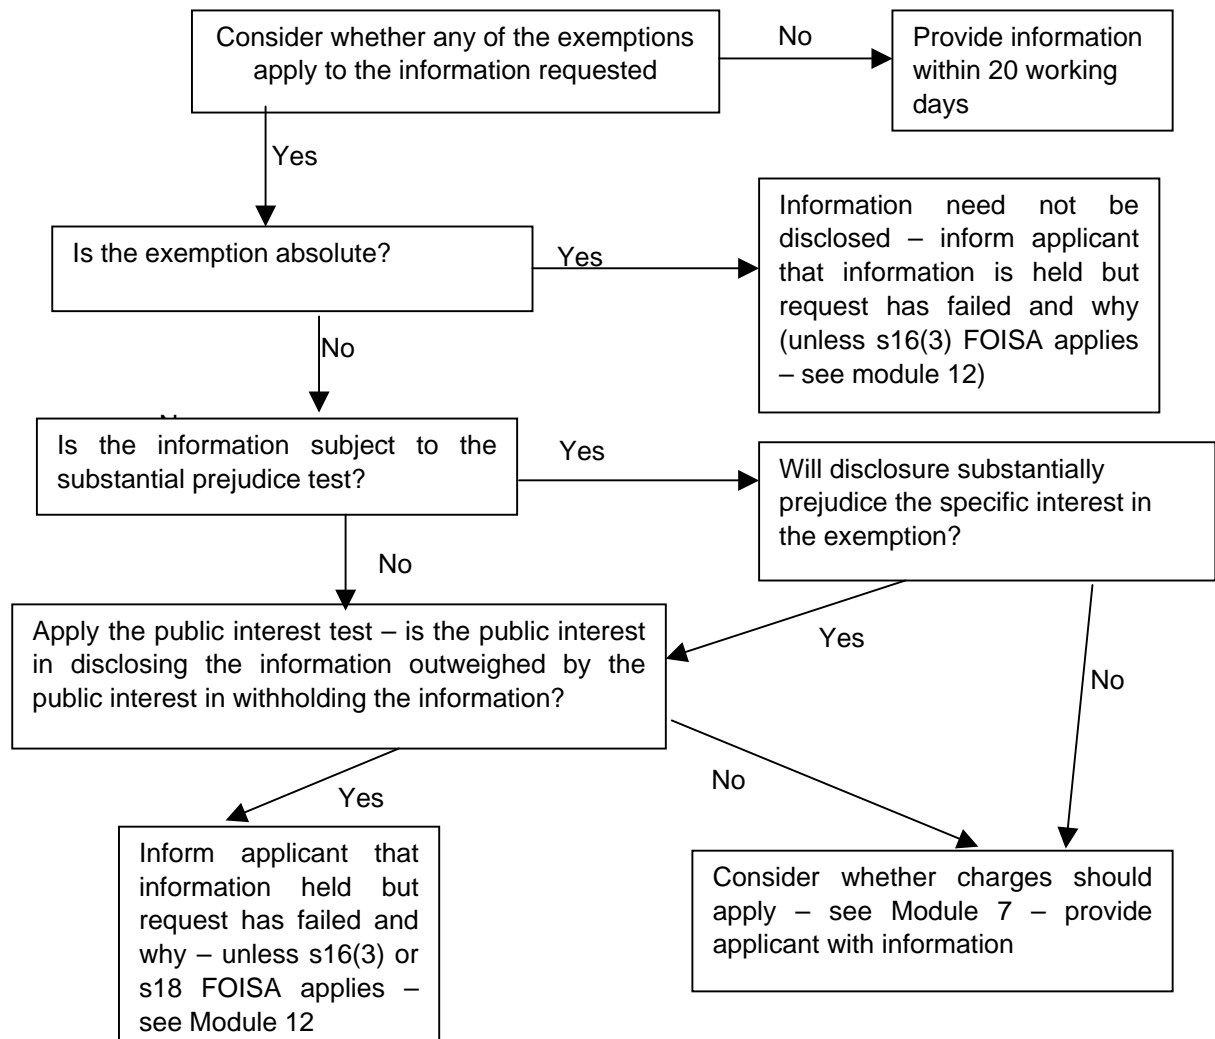 Consider whether any of the exemptions
apply to the information requested
No
Provide information
within 20 working
days
Yes
Is the exemption absolute?
Yes
Information need not be
disclosed – inform applicant
that information is held but
request has failed and why
(unless s16(3) FOISA applies
– see module 12)
No
Is the information subject to the
substantial prejudice test?
Yes
Will disclosure substantially
prejudice the specific interest in
the exemption?
No
Yes
No
Apply the public interest test – is the public interest
in disclosing the information outweighed by the
public interest in withholding the information?
Yes
No
Inform applicant that
information held but
request has failed and
why – unless s16(3) or
s18 FOISA applies –
see Module 12
Consider whether charges should
apply – see Module 7 – provide
applicant with information